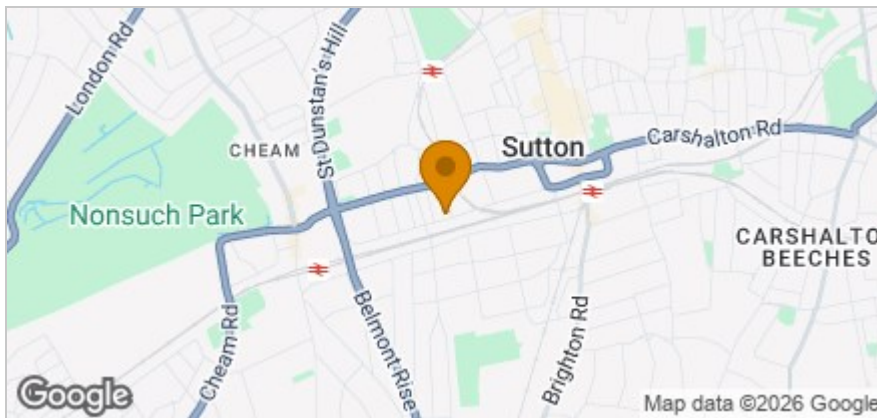 London Rd
St Dunstan's Hill
CHEAM
Sutton
Carshalton Rd
Nonsuch Park
CARSHALTO
BEECHES
Cheam Rd
Belmont Rise
Brighton Rd
Google
Map data ©2026 Google